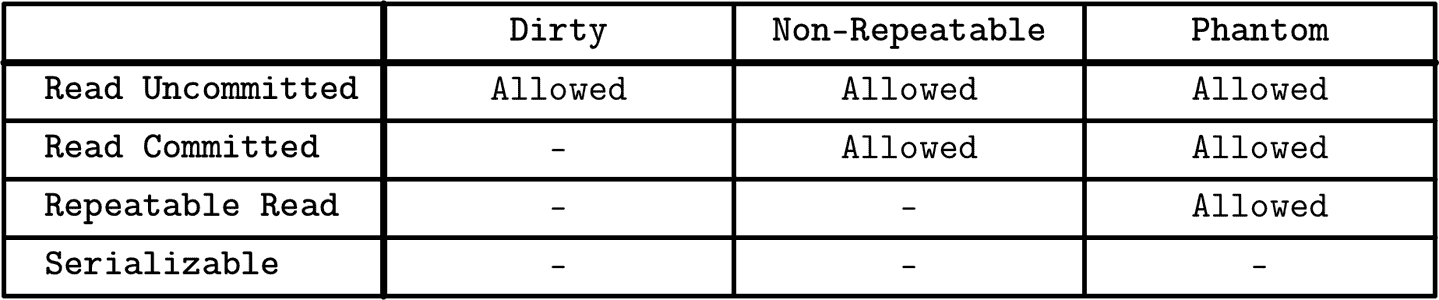 Dirty Non-Repeatable Phantom
Read Uncommitted Allowed Allowed Allowed
Read Committed - Allowed Allowed
Repeatable Read - - Allowed
Serializable - - -